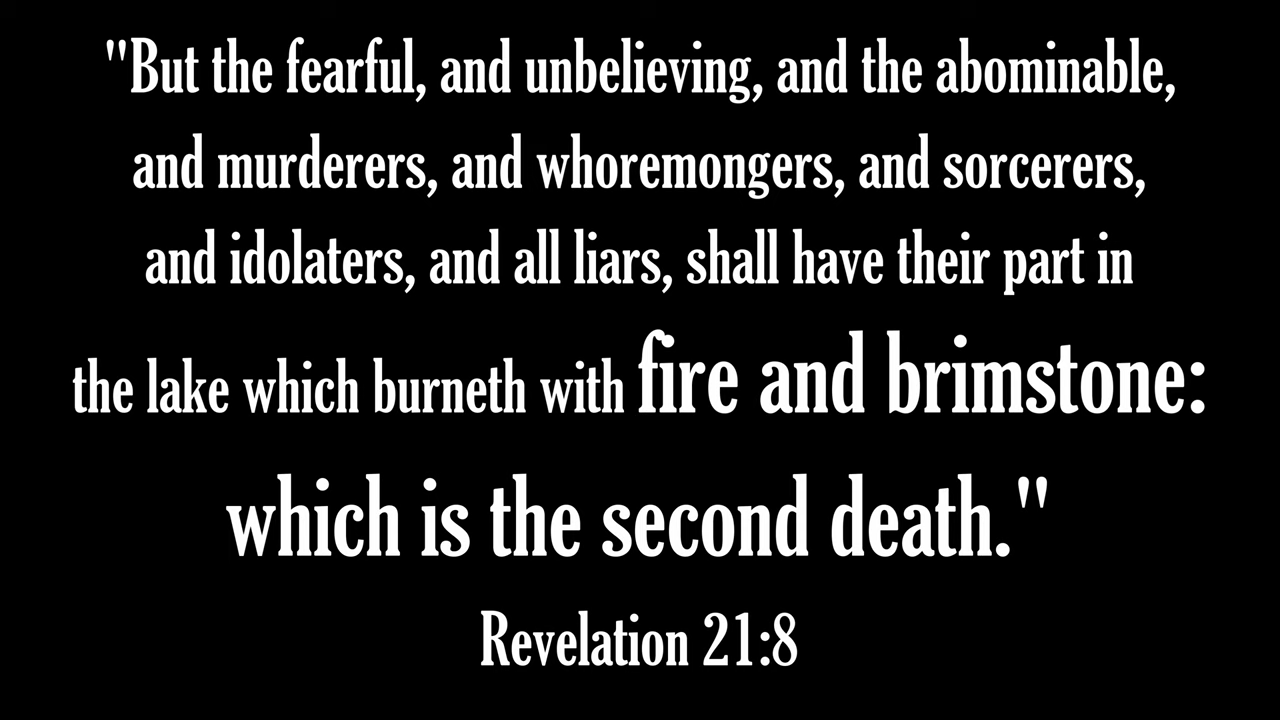 "But the fearful, and unbelieving, and the abominable,
and murderers, and whoremongers, and sorcerers,
and idolaters, and all liars, shall have their part in
the lake which burneth with fire and brimstone:
which is the second death."
Revelation 21:8